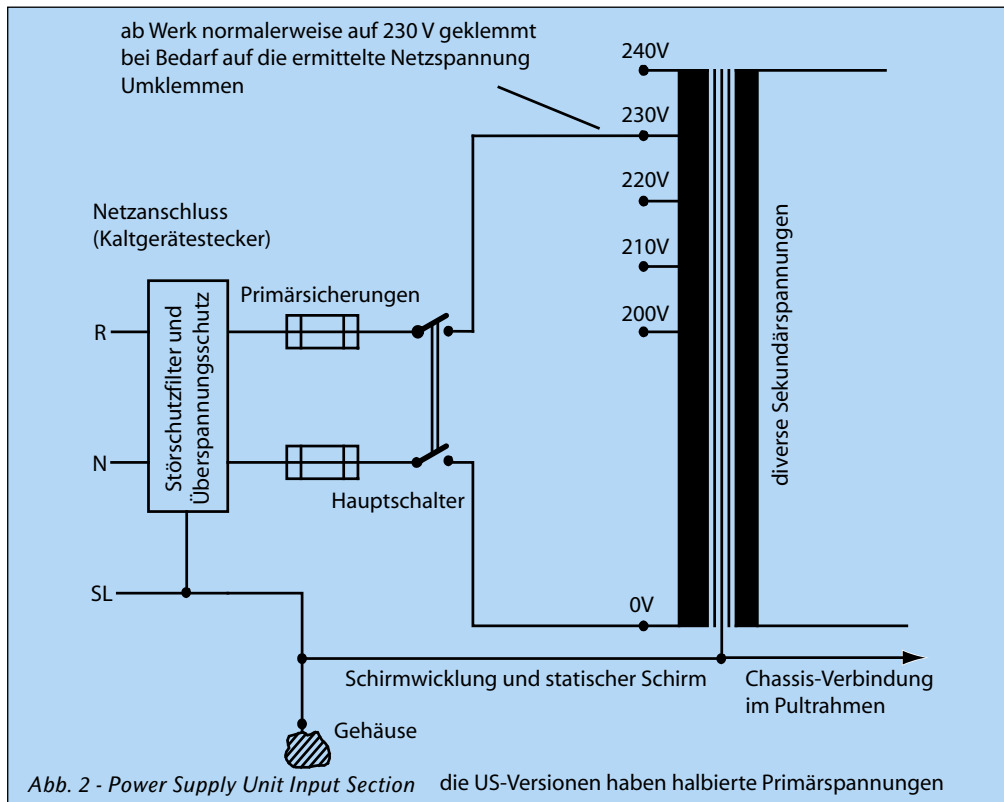 ab Werk normalerweise auf 230 V geklemmt
bei Bedarf auf die ermittelte Netzspannung
Umklemmen
240V
230V
220V
210V
200V
0V
Netzanschluss
(Kaltgerätestecker)
Primärsicherungen
R
N
SL
Störschutzfilter und
Überspannungsschutz
Hauptschalter
diverse Sekundärspannungen
Schirmwicklung und statischer Schirm
Chassis-Verbindung
im Pultrahmen
Gehäuse
Abb. 2 - Power Supply Unit Input Section
die US-Versionen haben halbierte Primärspannungen